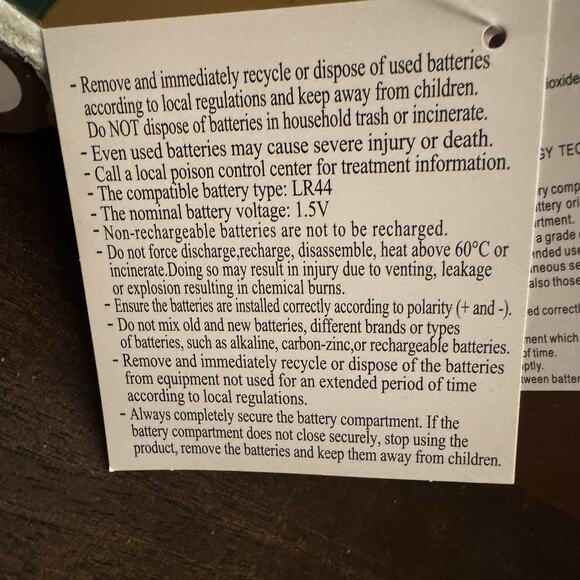 - Remove and immediately recycle or dispose of used batteries
according to local regulations and keep away from children.
Do NOT dispose of batteries in household trash or incinerate.
- Even used batteries may cause severe injury or death.
- Call a local poison control center for treatment information.
- The compatible battery type: LR44
- The nominal battery voltage: 1.5V
- Non-rechargeable batteries are not to be recharged.
- Do not force discharge,recharge, disassemble, heat above 60°C or
incinerate.Doing so may result in injury due to venting, leakage
or explosion resulting in chemical burns.
- Ensure the batteries are installed correctly according to polarity (+ and -).
- Do not mix old and new batteries, different brands or types
of batteries, such as alkaline, carbon-zinc,or rechargeable batteries.
- Remove and immediately recycle or dispose of the batteries
from equipment not used for an extended period of time
according to local regulations.
- Always completely secure the battery compartment. If the
battery compartment does not close securely, stop using the
product, remove the batteries and keep them away from children.
a grade
also those
of time.